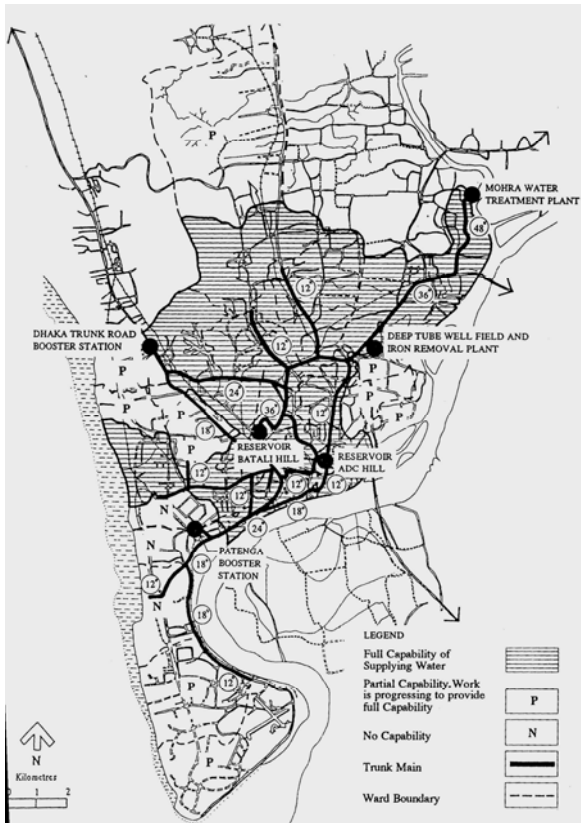 P
MOHRA WATER
TREATMENT PLANT
48"
36"
12"
DHAKA TRUNK ROAD
BOOSTER STATION
12"
DEEP TUBE WELL FIELD AND
IRON REMOVAL PLANT
P
P
P
P
P
P
P
P
P
24"
36"
12"
18"
P
RESERVOIR
BATALI HILL
RESERVOIR
ADC HILL
12"
12"
12"
12"
18"
24"
N
N
N
N
12"
PATENGA
BOOSTER
STATION
18"
18"
12"
P
P
LEGEND
Full Capability of
Supplying Water
Partial Capability.Work
is progressing to provide
full Capability
P
No Capability
N
Trunk Main
Ward Boundary
N
Kilometres
0 1 2